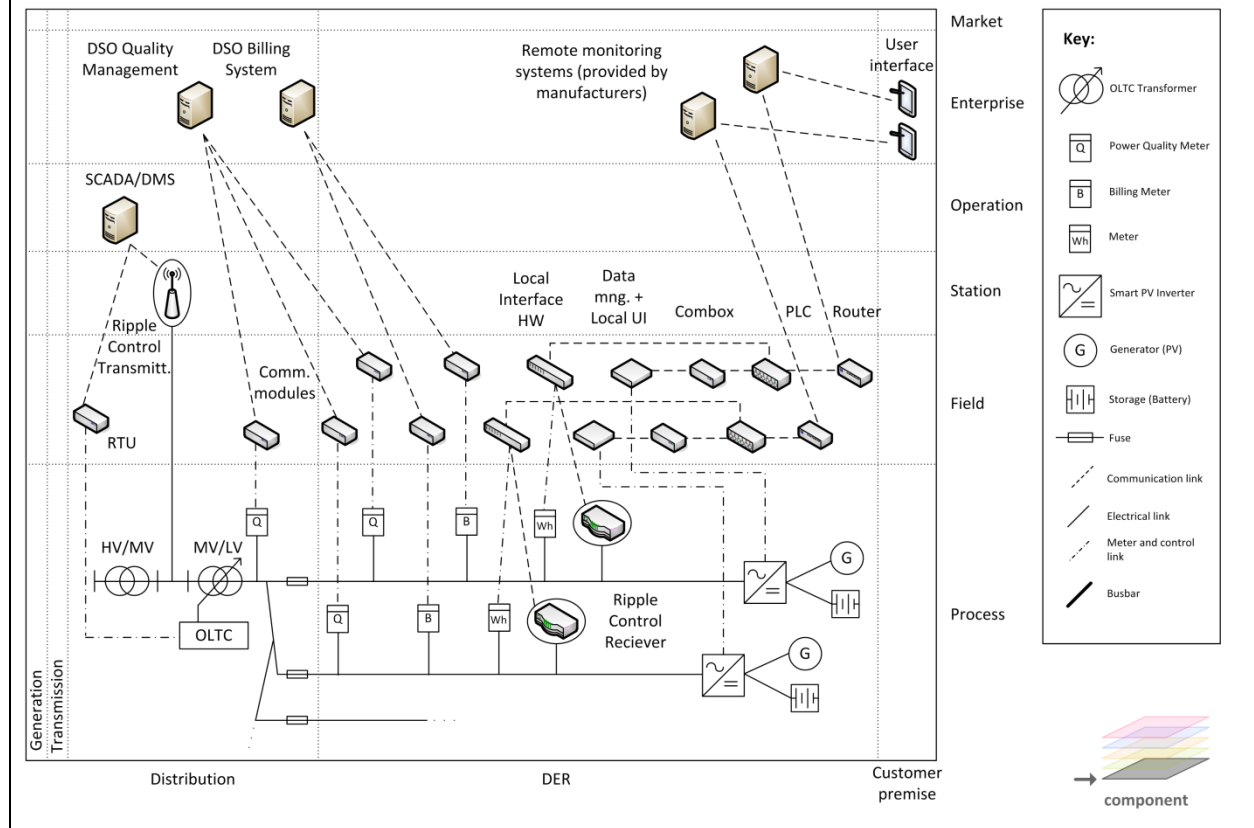 DSO Quality
Management
DSO Billing
System
Remote monitoring
systems (provided by
manufacturers)
User
interface
Market
Enterprise
SCADA/DMS
Operation
Ripple
Control
Transmitt.
Local
Interface
HW
Data
mng. +
Local UI
Combox
PLC
Router
Station
RTU
Comm.
modules
Field
HV/MV
MV/LV
OLTC
Q
Q
B
Wh
G
Q
B
Wh
Ripple
Control
Reciever
G
Process
Generation
Transmission
Distribution
DER
Customer
premise
Key:
OLTC Transformer
Q
Power Quality Meter
B
Billing Meter
Wh
Meter
Smart PV Inverter
G
Generator (PV)
Storage (Battery)
Fuse
Communication link
Electrical link
Meter and control
link
Busbar
component